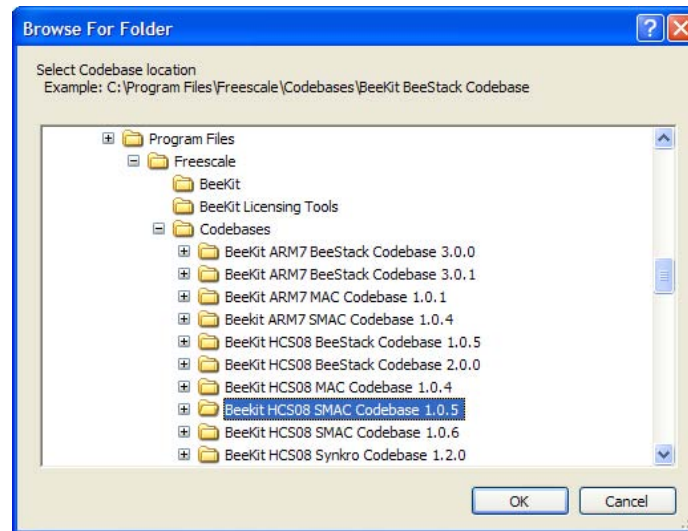 Browse For Folder
Select Codebase location
Example: C:\Program Files\Freescale\Codebases\BeeKit BeeStack Codebase
Program Files
Freescale
BeeKit
BeeKit Licensing Tools
Codebases
BeeKit ARM7 BeeStack Codebase 3.0.0
BeeKit ARM7 BeeStack Codebase 3.0.1
BeeKit ARM7 MAC Codebase 1.0.1
Beekit ARM7 SMAC Codebase 1.0.4
BeeKit HCS08 BeeStack Codebase 1.0.5
BeeKit HCS08 BeeStack Codebase 2.0.0
BeeKit HCS08 MAC Codebase 1.0.4
Beekit HCS08 SMAC Codebase 1.0.5
BeeKit HCS08 SMAC Codebase 1.0.6
BeeKit HCS08 Synkro Codebase 1.2.0
OK Cancel